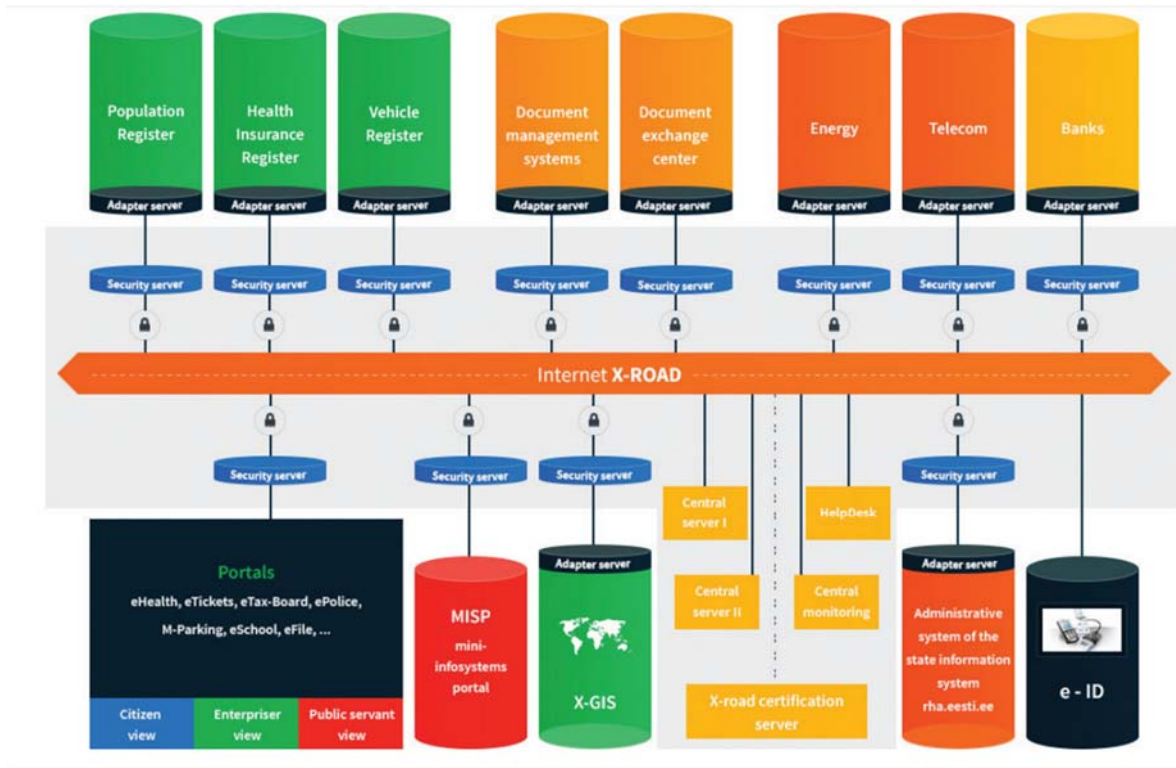 Population
Register
Health
Insurance
Register
Vehicle
Register
Document
management
systems
Document
exchange
center
Energy
Telecom
Banks
Adapter server
Adapter server
Adapter server
Adapter server
Adapter server
Adapter server
Adapter server
Adapter server
Security server
Security server
Security server
Security server
Security server
Security server
Security server
Security server
Internet X-ROAD
Security server
Security server
Security server
Security server
Central
server I
HelpDesk
Central
server II
Central
monitoring
X-road certification
server
Portals
eHealth, eTickets, eTax-Board, ePolice,
M-Parking, eSchool, eFile, ...
Citizen
view
Enterpriser
view
Public servant
view
MISP
mini-
infosystems
portal
Adapter server
X-GIS
Adapter server
Administrative
system of the
state information
system
rha.eesti.ee
e - ID